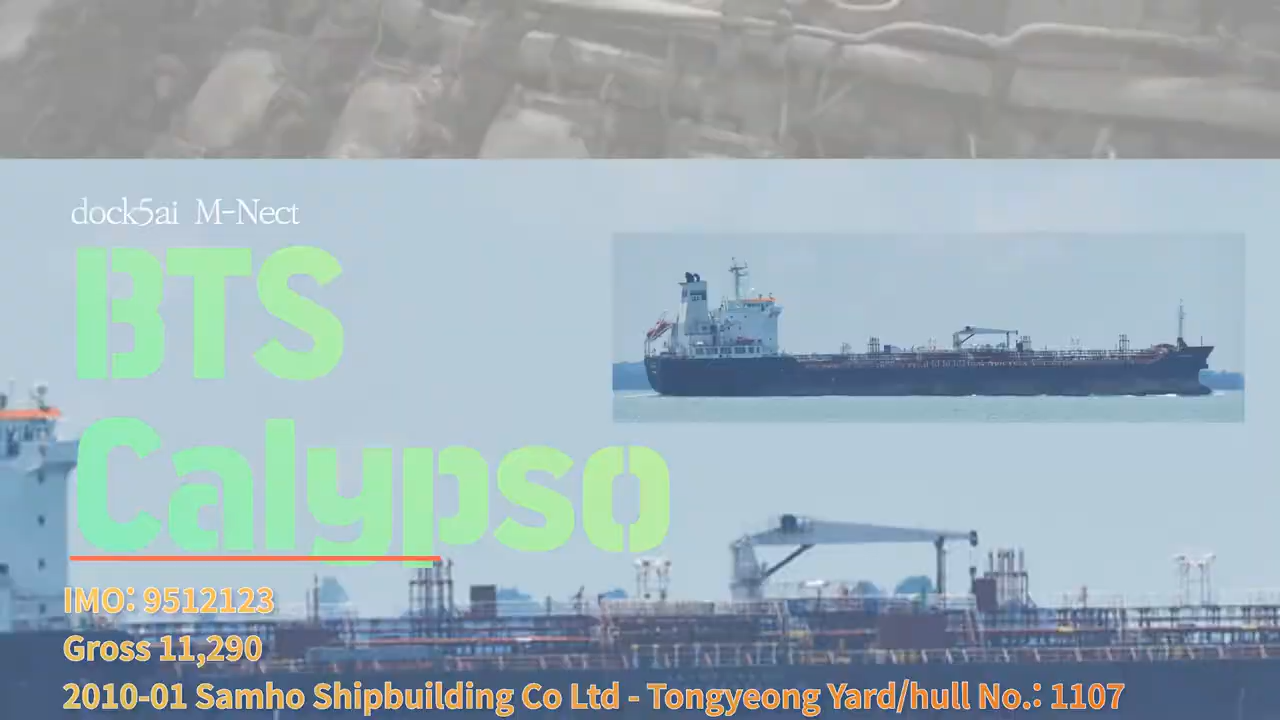 dock5ai M-Nect
BTS
Calypso
IMO: 9512123
Gross 11,290
2010-01 Samho Shipbuilding Co Ltd - Tongyeong Yard/hull No.: 1107